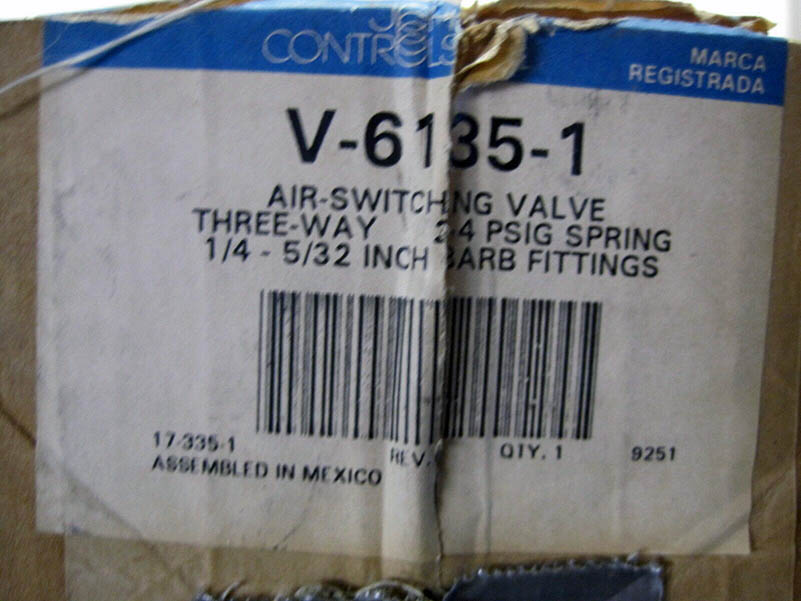 CONTROLS
MARCA
REGISTRADA
V-6135-1
AIR-SWITCHING VALVE
THREE-WAY 2-4 PSIG SPRING
1/4 - 5/32 INCH BARB FITTINGS
17-335-1 REV. QTY. 1 9251
ASSEMBLED IN MEXICO